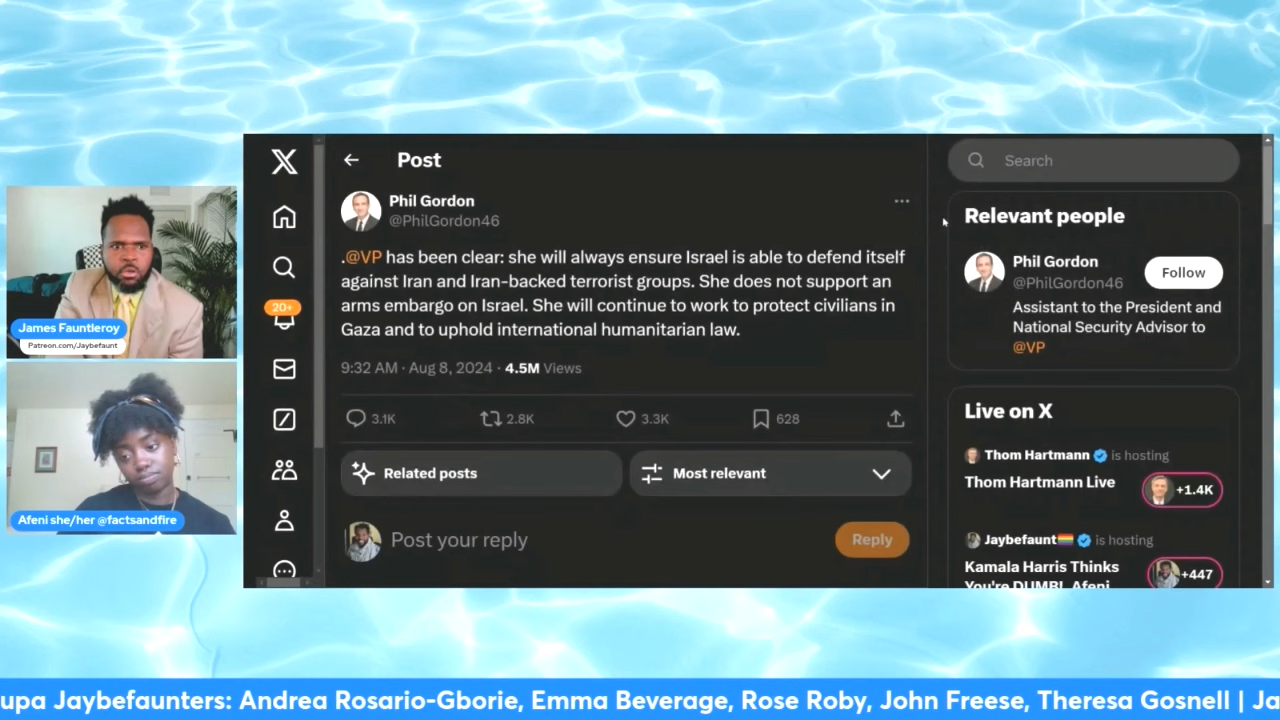 James Fauntleroy
Patreon.com/Jaybefaunt
Afeni she/her @factsandfire
20+
Post
Phil Gordon
@PhilGordon46
.@VP has been clear: she will always ensure Israel is able to defend itself
against Iran and Iran-backed terrorist groups. She does not support an
arms embargo on Israel. She will continue to work to protect civilians in
Gaza and to uphold international humanitarian law.
9:32 AM · Aug 8, 2024 · 4.5M Views
3.1K 2.8K 3.3K 628
Related posts
Most relevant
Post your reply
Reply
Search
Relevant people
Phil Gordon
@PhilGordon46
Follow
Assistant to the President and
National Security Advisor to
@VP
Live on X
Thom Hartmann is hosting
Thom Hartmann Live
+1.4K
Jaybefaunt🏳️‍🌈 is hosting
Kamala Harris Thinks
You're DUMB! Afeni
+447
upa Jaybefaunters: Andrea Rosario-Gborie, Emma Beverage, Rose Roby, John Freese, Theresa Gosnell | Ja